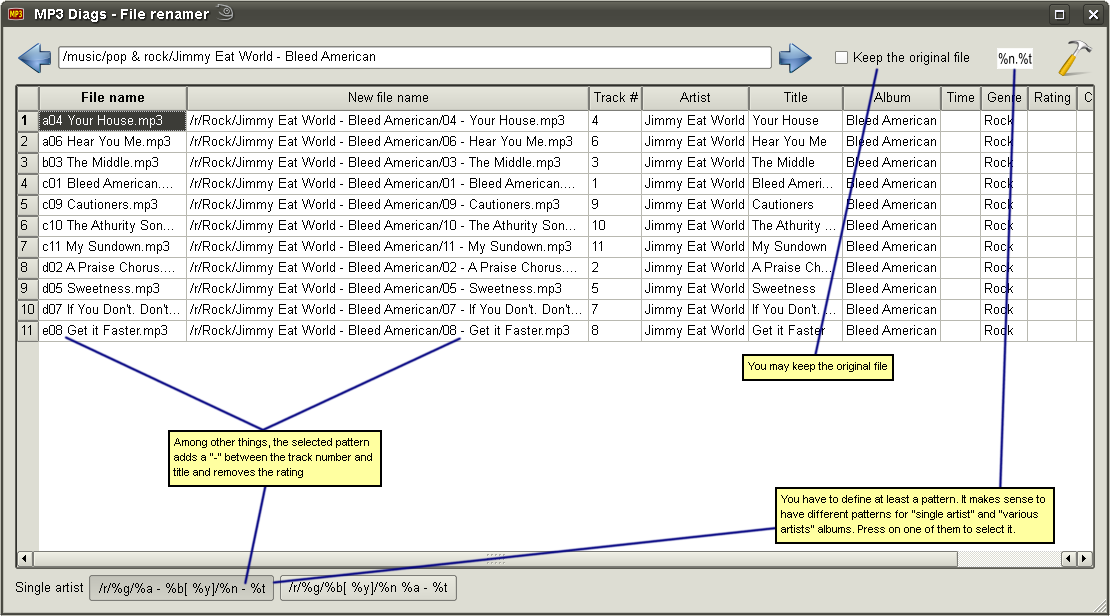 MP3 MP3 Diags - File renamer
/music/pop & rock/Jimmy Eat World - Bleed American Keep the original file %n.%t
File name New file name Track # Artist Title Album Time Genre Rating C
1 a04 Your House.mp3 /r/Rock/Jimmy Eat World - Bleed American/04 - Your House.mp3 4 Jimmy Eat World Your House Bleed American Rock
2 a06 Hear You Me.mp3 /r/Rock/Jimmy Eat World - Bleed American/06 - Hear You Me.mp3 6 Jimmy Eat World Hear You Me Bleed American Rock
3 b03 The Middle.mp3 /r/Rock/Jimmy Eat World - Bleed American/03 - The Middle.mp3 3 Jimmy Eat World The Middle Bleed American Rock
4 c01 Bleed American.... /r/Rock/Jimmy Eat World - Bleed American/01 - Bleed American.... 1 Jimmy Eat World Bleed Ameri... Bleed American Rock
5 c09 Cautioners.mp3 /r/Rock/Jimmy Eat World - Bleed American/09 - Cautioners.mp3 9 Jimmy Eat World Cautioners Bleed American Rock
6 c10 The Athurity Son... /r/Rock/Jimmy Eat World - Bleed American/10 - The Athurity Son... 10 Jimmy Eat World The Athurity ... Bleed American Rock
7 c11 My Sundown.mp3 /r/Rock/Jimmy Eat World - Bleed American/11 - My Sundown.mp3 11 Jimmy Eat World My Sundown Bleed American Rock
8 d02 A Praise Chorus.... /r/Rock/Jimmy Eat World - Bleed American/02 - A Praise Chorus.... 2 Jimmy Eat World A Praise Ch... Bleed American Rock
9 d05 Sweetness.mp3 /r/Rock/Jimmy Eat World - Bleed American/05 - Sweetness.mp3 5 Jimmy Eat World Sweetness Bleed American Rock
10 d07 If You Don't. Don't... /r/Rock/Jimmy Eat World - Bleed American/07 - If You Don't. Don't... 7 Jimmy Eat World If You Don't. ... Bleed American Rock
11 e08 Get it Faster.mp3 /r/Rock/Jimmy Eat World - Bleed American/08 - Get it Faster.mp3 8 Jimmy Eat World Get it Faster Bleed American Rock
You may keep the original file
Among other things, the selected pattern
adds a "-" between the track number and
title and removes the rating
You have to define at least a pattern. It makes sense to
have different patterns for "single artist" and "various
artists" albums. Press on one of them to select it.
Single artist /r/%g/%a - %b[ %y]/%n - %t /r/%g/%b[ %y]/%n %a - %t